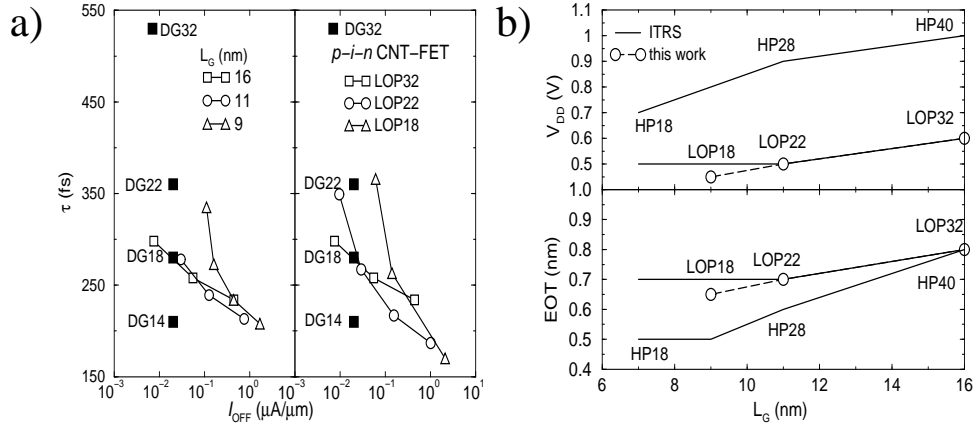 a)
τ (fs)
550
450
350
250
150
DG32
L_G (nm)
16
11
9
DG22
DG18
DG14
10^−3 10^−2 10^−1 10^0 10^1
DG32
p−i−n CNT−FET
LOP32
LOP22
LOP18
DG22
DG18
DG14
10^−3 10^−2 10^−1 10^0 10^1
I_OFF (μA/μm)
b)
V_DD (V)
1.1
1.0
0.9
0.8
0.7
0.6
0.5
ITRS
this work
HP18
HP28
HP40
LOP18
LOP22
LOP32
EOT (nm)
1.0
0.9
0.8
0.7
0.6
0.5
0.4
LOP18
LOP22
LOP32
HP18
HP28
HP40
6 8 10 12 14 16
L_G (nm)